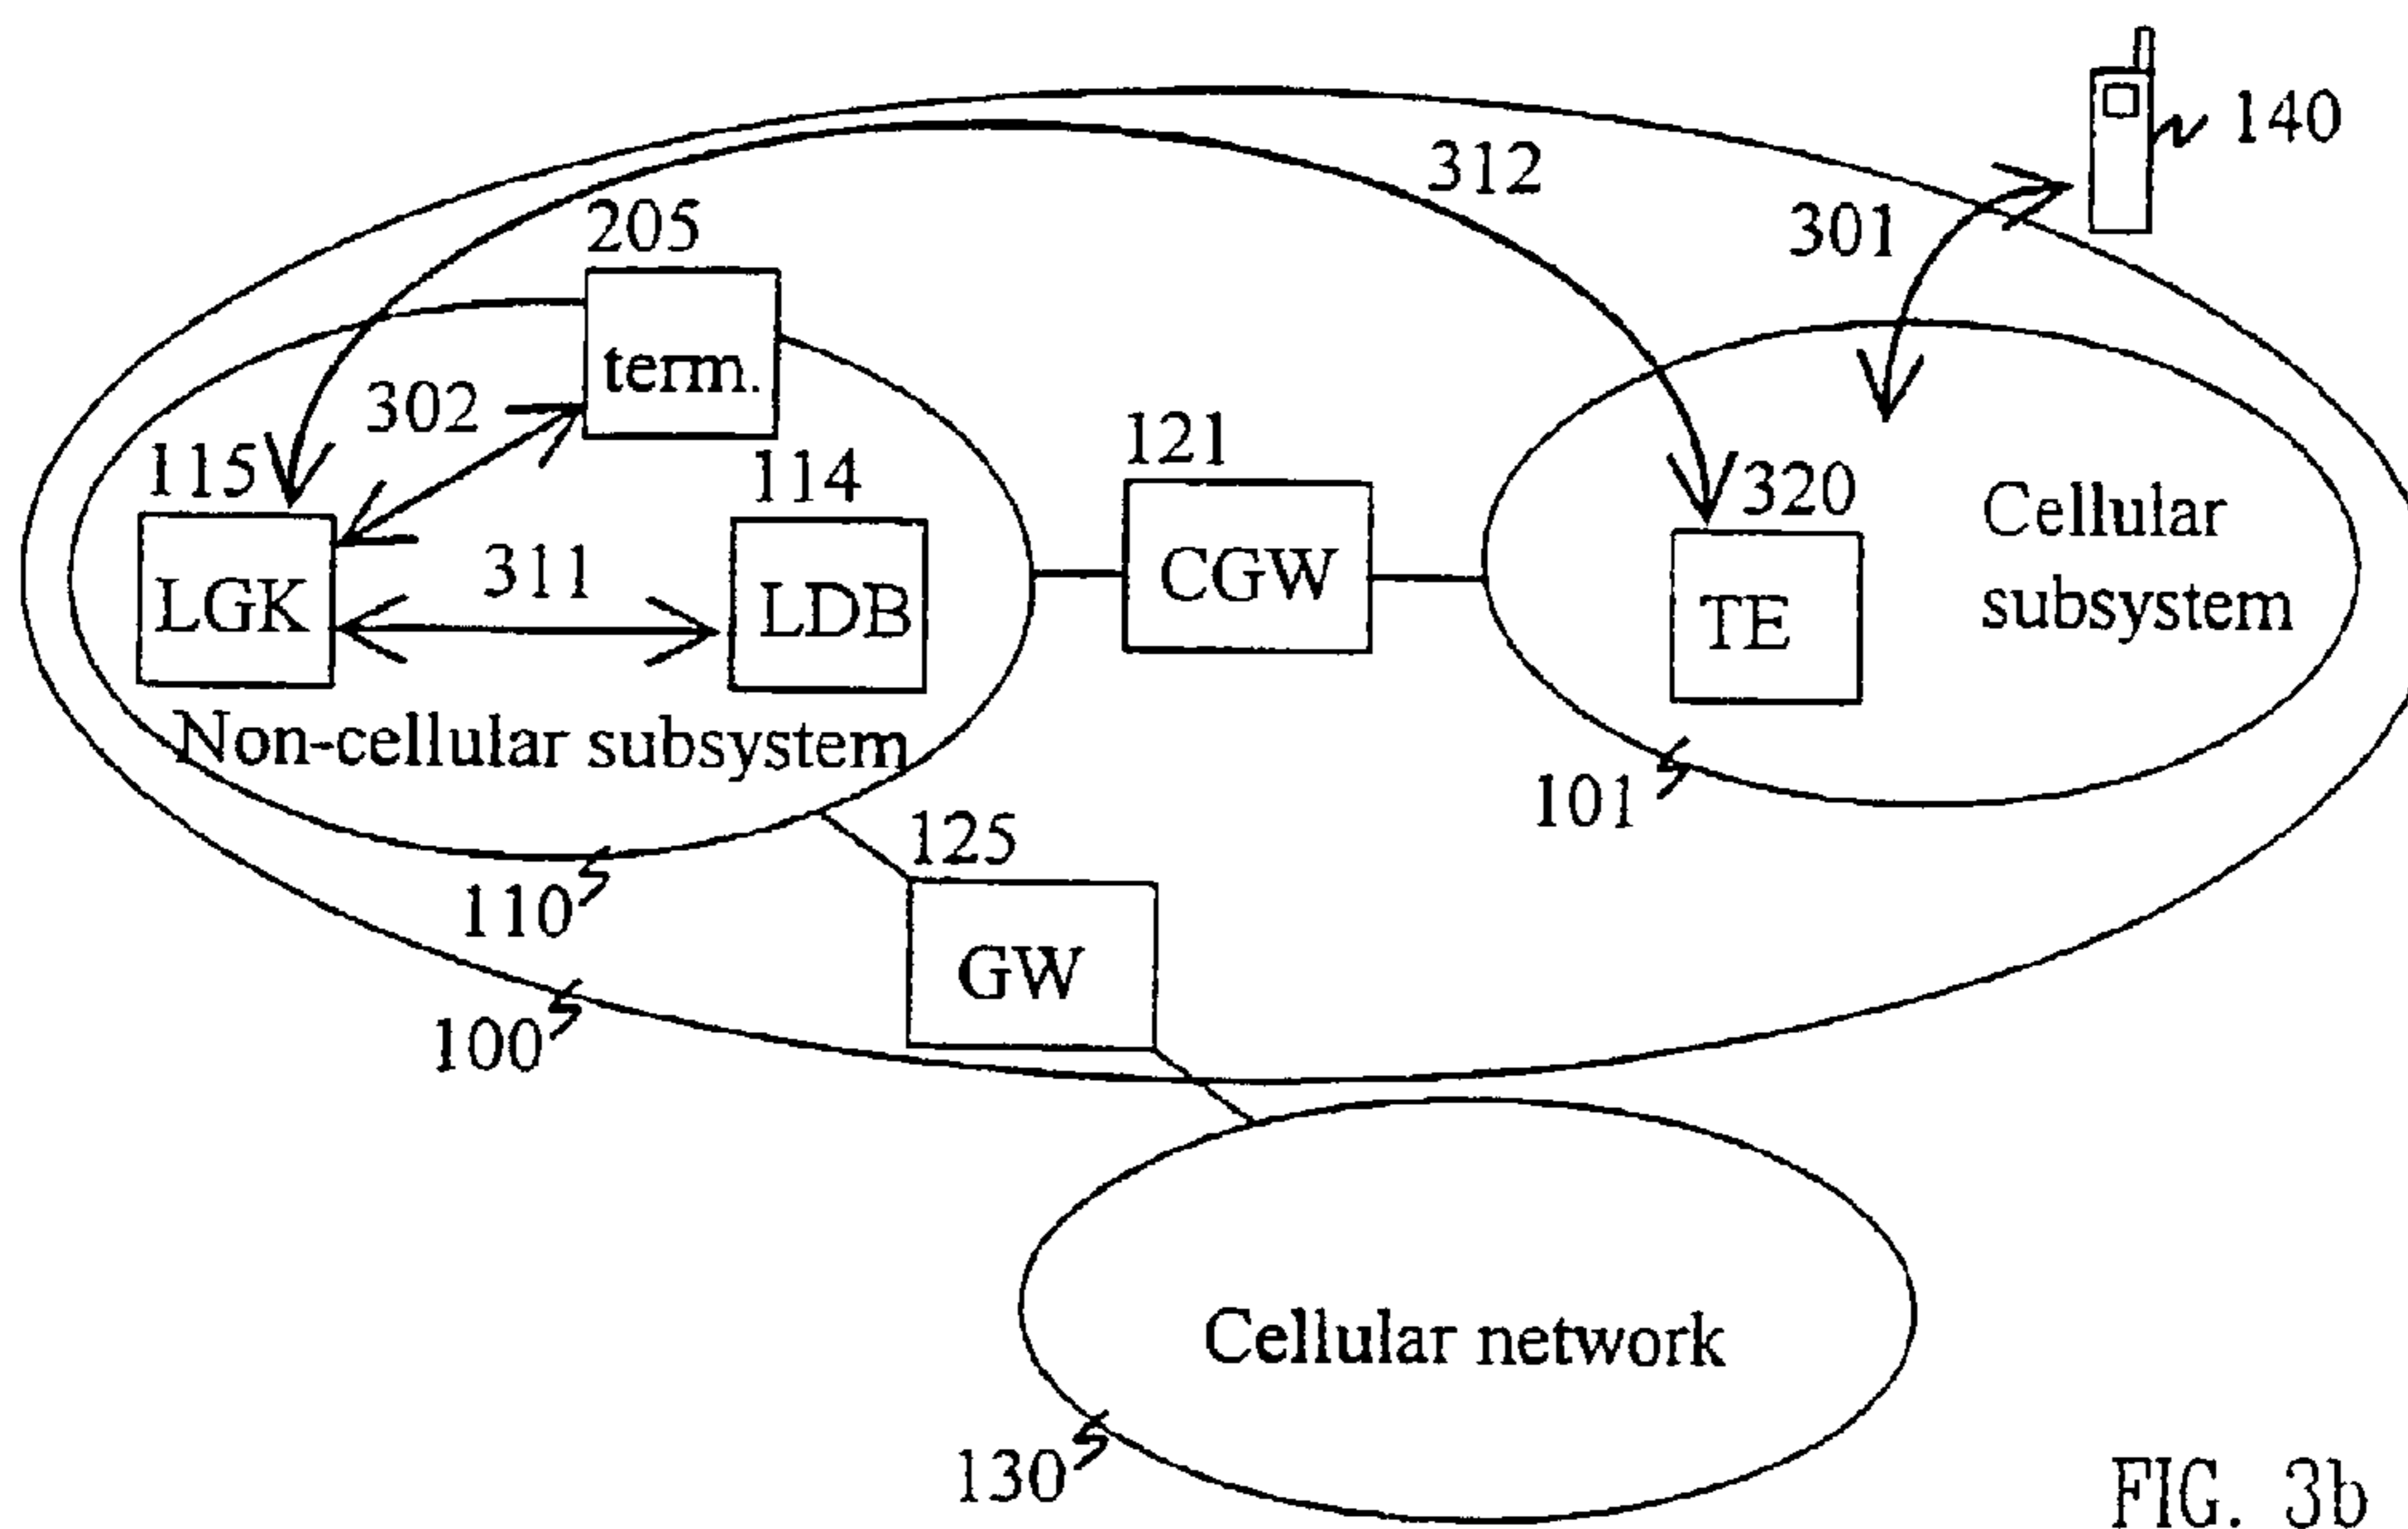 140
312
301
205
term.
302
115
114
121
320
Cellular
subsystem
LGK
311
LDB
CGW
TE
Non-cellular subsystem
101
125
110
GW
100
Cellular network
130
FIG. 3b